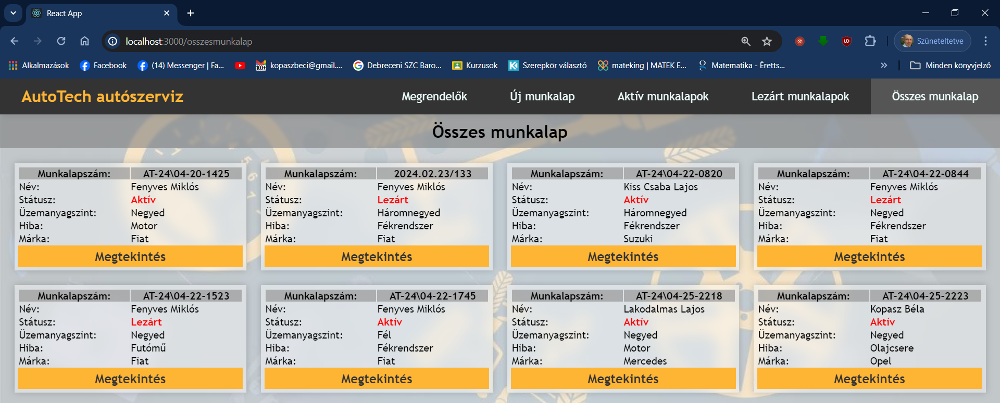 React App
localhost:3000/osszesmunkalap
Szüneteltetve
Alkalmazások Facebook (14) Messenger | Fa... 100+ kopaszbeci@gmail.... Debreceni SZC Baro... Kurzusok Szerepkör választó mateking | MATEK E... Matematika - Éretts... » Minden könyvjelző
AutoTech autószerviz Megrendelők Új munkalap Aktív munkalapok Lezárt munkalapok Összes munkalap
Összes munkalap
Munkalapszám: AT-24\04-20-1425
Név: Fenyves Miklós
Státusz: Aktív
Üzemanyagszint: Negyed
Hiba: Motor
Márka: Fiat
Megtekintés
Munkalapszám: 2024.02.23/133
Név: Fenyves Miklós
Státusz: Lezárt
Üzemanyagszint: Háromnegyed
Hiba: Fékrendszer
Márka: Fiat
Megtekintés
Munkalapszám: AT-24\04-22-0820
Név: Kiss Csaba Lajos
Státusz: Aktív
Üzemanyagszint: Háromnegyed
Hiba: Fékrendszer
Márka: Suzuki
Megtekintés
Munkalapszám: AT-24\04-22-0844
Név: Fenyves Miklós
Státusz: Lezárt
Üzemanyagszint: Negyed
Hiba: Fékrendszer
Márka: Fiat
Megtekintés
Munkalapszám: AT-24\04-22-1523
Név: Fenyves Miklós
Státusz: Lezárt
Üzemanyagszint: Negyed
Hiba: Futómű
Márka: Fiat
Megtekintés
Munkalapszám: AT-24\04-22-1745
Név: Fenyves Miklós
Státusz: Aktív
Üzemanyagszint: Fél
Hiba: Fékrendszer
Márka: Fiat
Megtekintés
Munkalapszám: AT-24\04-25-2218
Név: Lakodalmas Lajos
Státusz: Aktív
Üzemanyagszint: Negyed
Hiba: Motor
Márka: Mercedes
Megtekintés
Munkalapszám: AT-24\04-25-2223
Név: Kopasz Béla
Státusz: Aktív
Üzemanyagszint: Negyed
Hiba: Olajcsere
Márka: Opel
Megtekintés